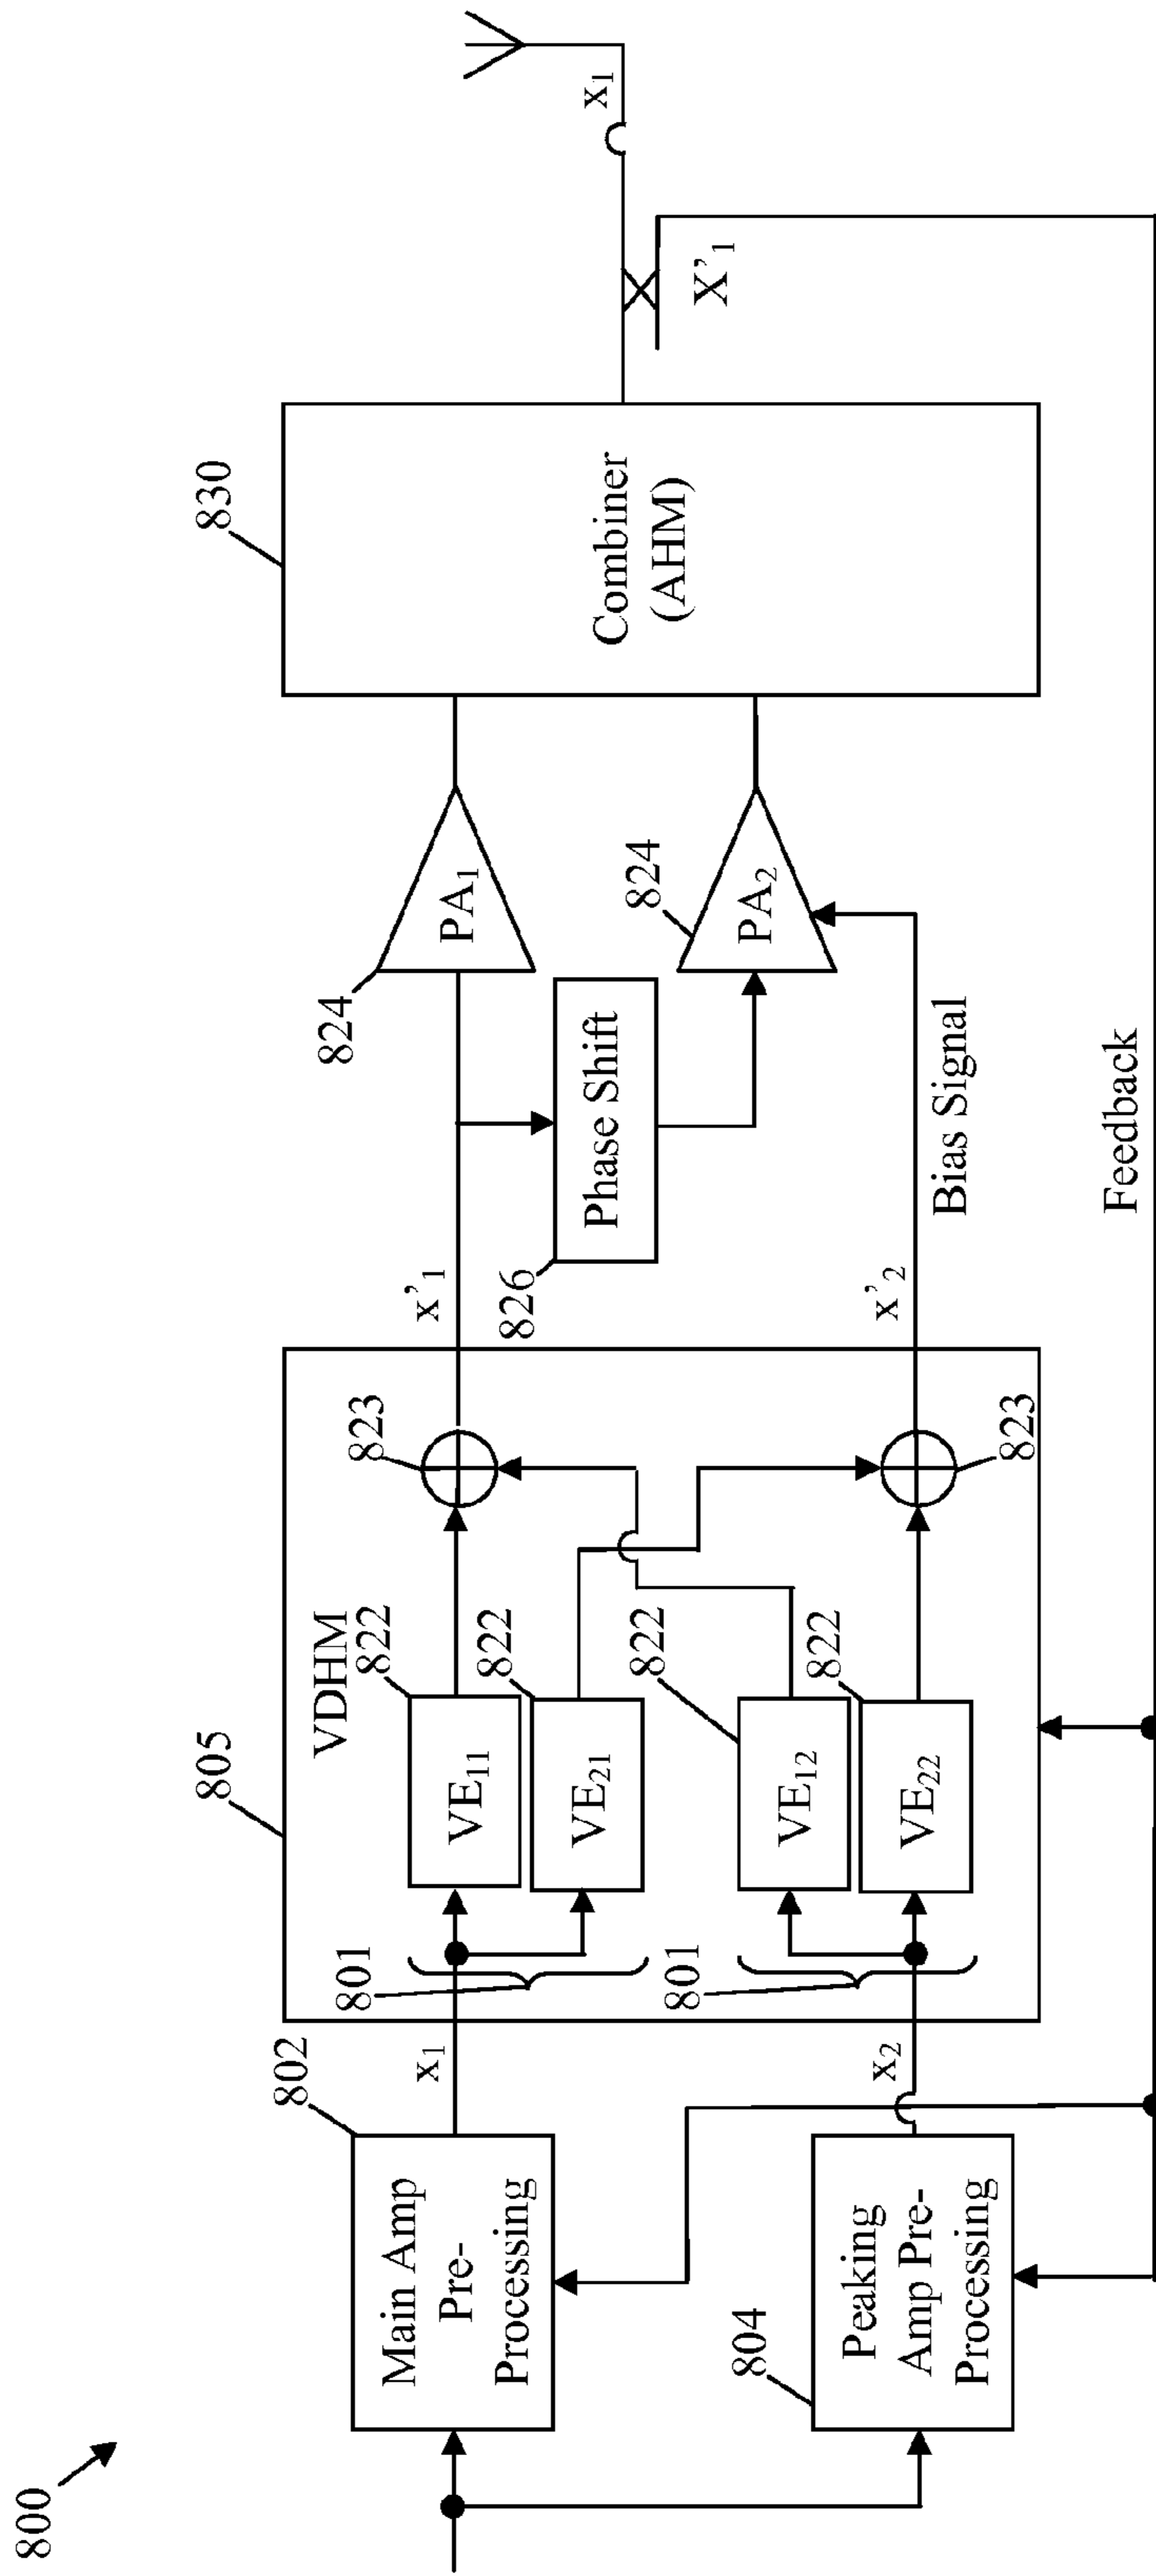 800
802
Main Amp
Pre-
Processing
804
Peaking
Amp Pre-
Processing
x1
x2
805
VDHM
801
801
822
VE11
822
VE21
822
VE12
822
VE22
823
823
x'1
x'2
826
Phase Shift
Bias Signal
824
PA1
824
PA2
830
Combiner
(AHM)
X'1
x1
Feedback